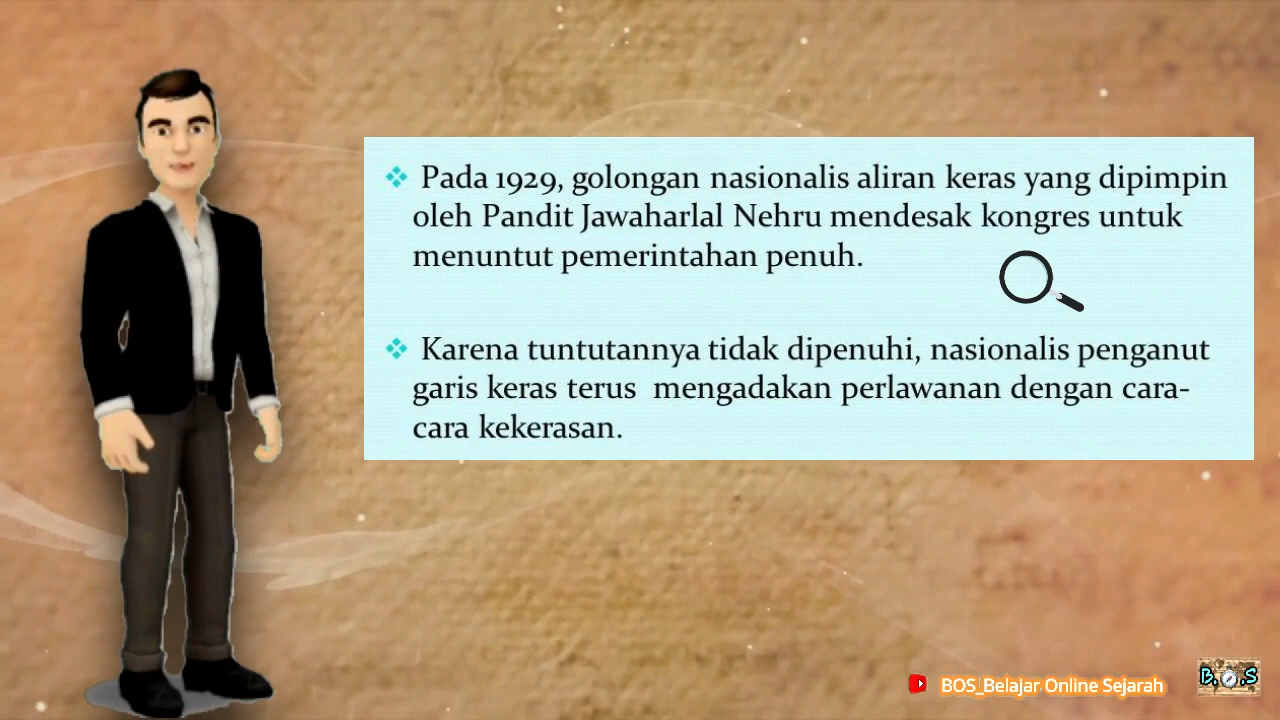 Pada 1929, golongan nasionalis aliran keras yang dipimpin
oleh Pandit Jawaharlal Nehru mendesak kongres untuk
menuntut pemerintahan penuh.
Karena tuntutannya tidak dipenuhi, nasionalis penganut
garis keras terus mengadakan perlawanan dengan cara-
cara kekerasan.
BOS_Belajar Online Sejarah
B.O.S